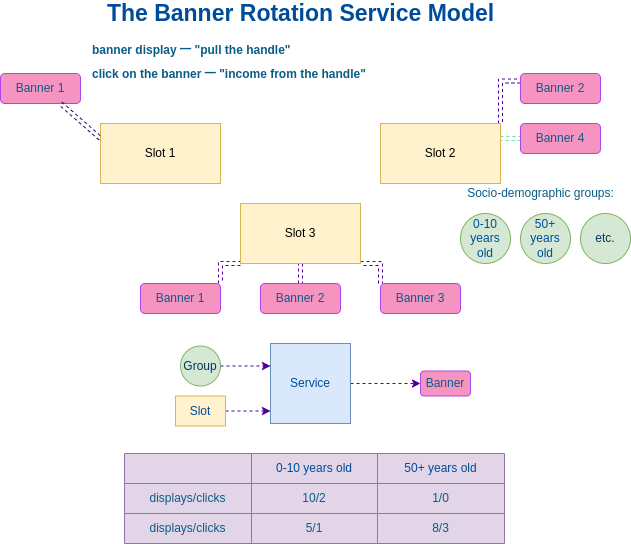 The Banner Rotation Service Model
banner display — "pull the handle"
click on the banner — "income from the handle"
Banner 1
Banner 2
Slot 1
Slot 2
Banner 4
Socio-demographic groups:
0-10
years
old
50+
years
old
etc.
Slot 3
Banner 1
Banner 2
Banner 3
Group
Service
Banner
Slot
0-10 years old
50+ years old
displays/clicks
10/2
1/0
displays/clicks
5/1
8/3